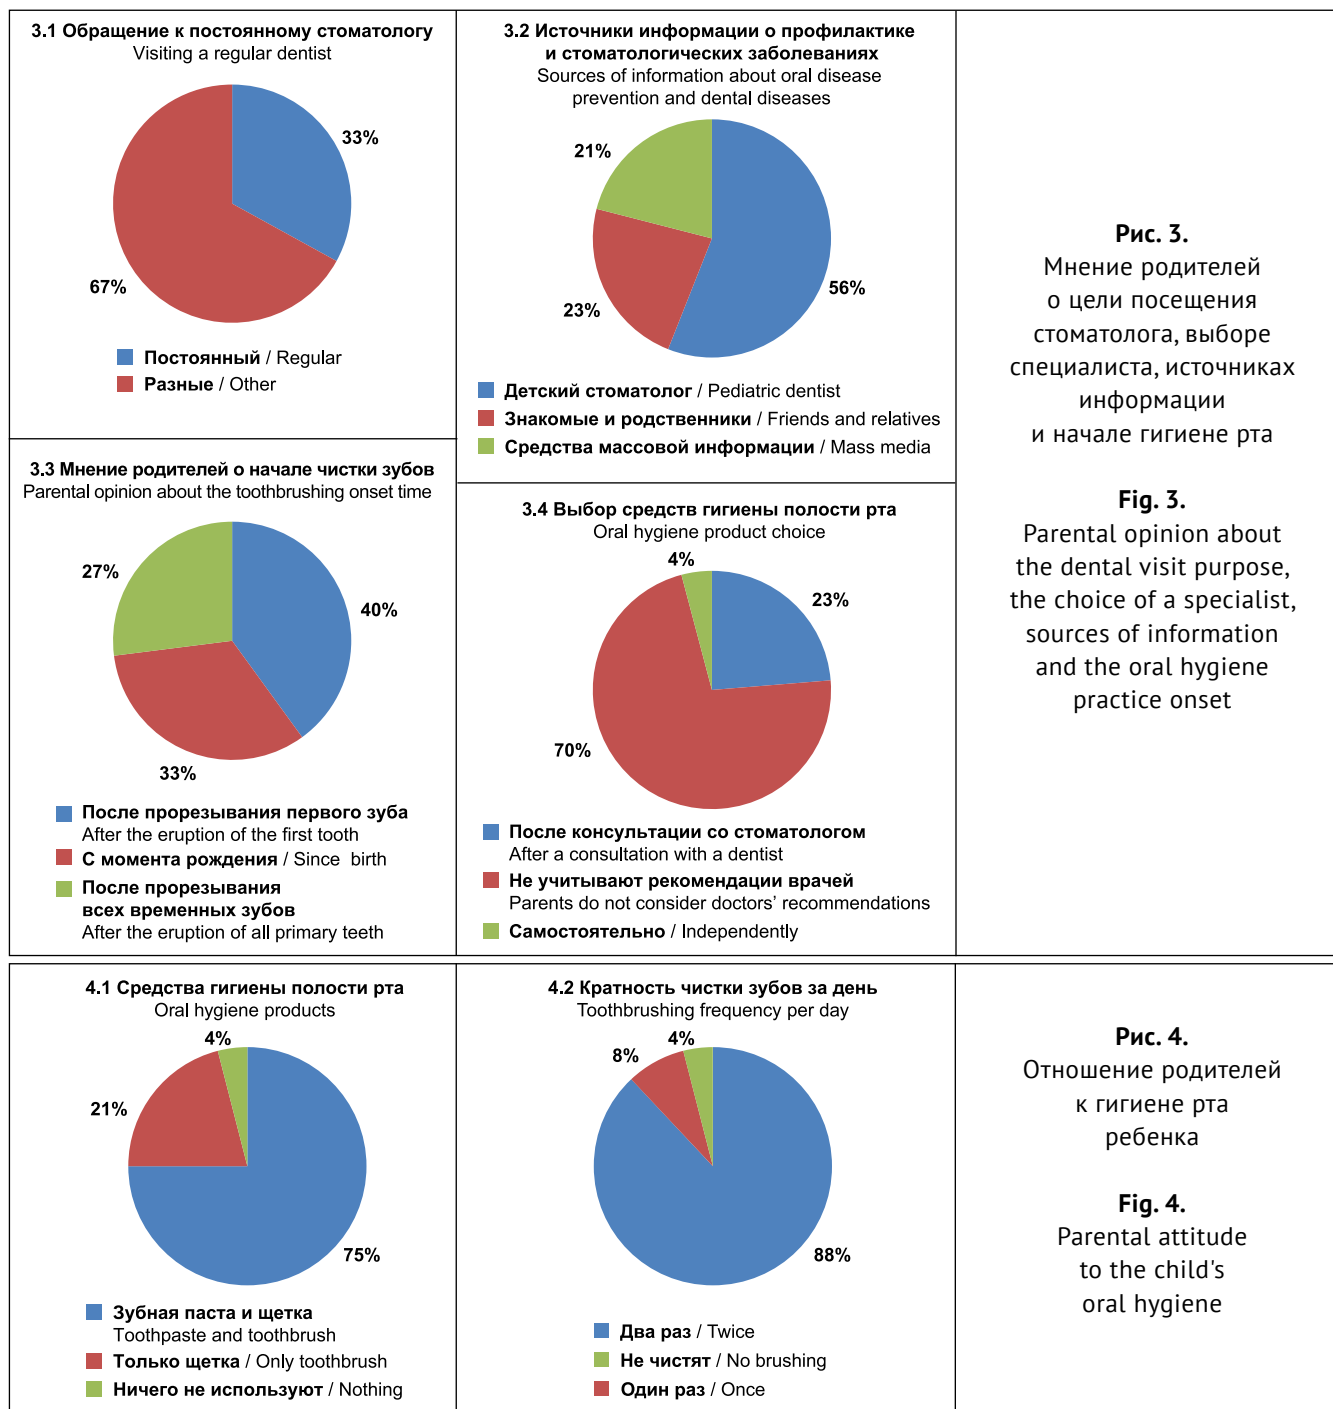 3.1 Обращение к постоянному стоматологу
Visiting a regular dentist
33%
67%
Постоянный / Regular
Разные / Other
3.2 Источники информации о профилактике
и стоматологических заболеваниях
Sources of information about oral disease
prevention and dental diseases
21%
56%
23%
Детский стоматолог / Pediatric dentist
Знакомые и родственники / Friends and relatives
Средства массовой информации / Mass media
3.3 Мнение родителей о начале чистки зубов
Parental opinion about the toothbrushing onset time
27%
40%
33%
После прорезывания первого зуба
After the eruption of the first tooth
С момента рождения / Since birth
После прорезывания
всех временных зубов
After the eruption of all primary teeth
3.4 Выбор средств гигиены полости рта
Oral hygiene product choice
4%
23%
70%
После консультации со стоматологом
After a consultation with a dentist
Не учитывают рекомендации врачей
Parents do not consider doctors' recommendations
Самостоятельно / Independently
Рис. 3.
Мнение родителей
о цели посещения
стоматолога, выборе
специалиста, источниках
информации
и начале гигиене рта
Fig. 3.
Parental opinion about
the dental visit purpose,
the choice of a specialist,
sources of information
and the oral hygiene
practice onset
4.1 Средства гигиены полости рта
Oral hygiene products
4%
21%
75%
Зубная паста и щетка
Toothpaste and toothbrush
Только щетка / Only toothbrush
Ничего не используют / Nothing
4.2 Кратность чистки зубов за день
Toothbrushing frequency per day
4%
8%
88%
Два раз / Twice
Не чистят / No brushing
Один раз / Once
Рис. 4.
Отношение родителей
к гигиене рта
ребенка
Fig. 4.
Parental attitude
to the child's
oral hygiene